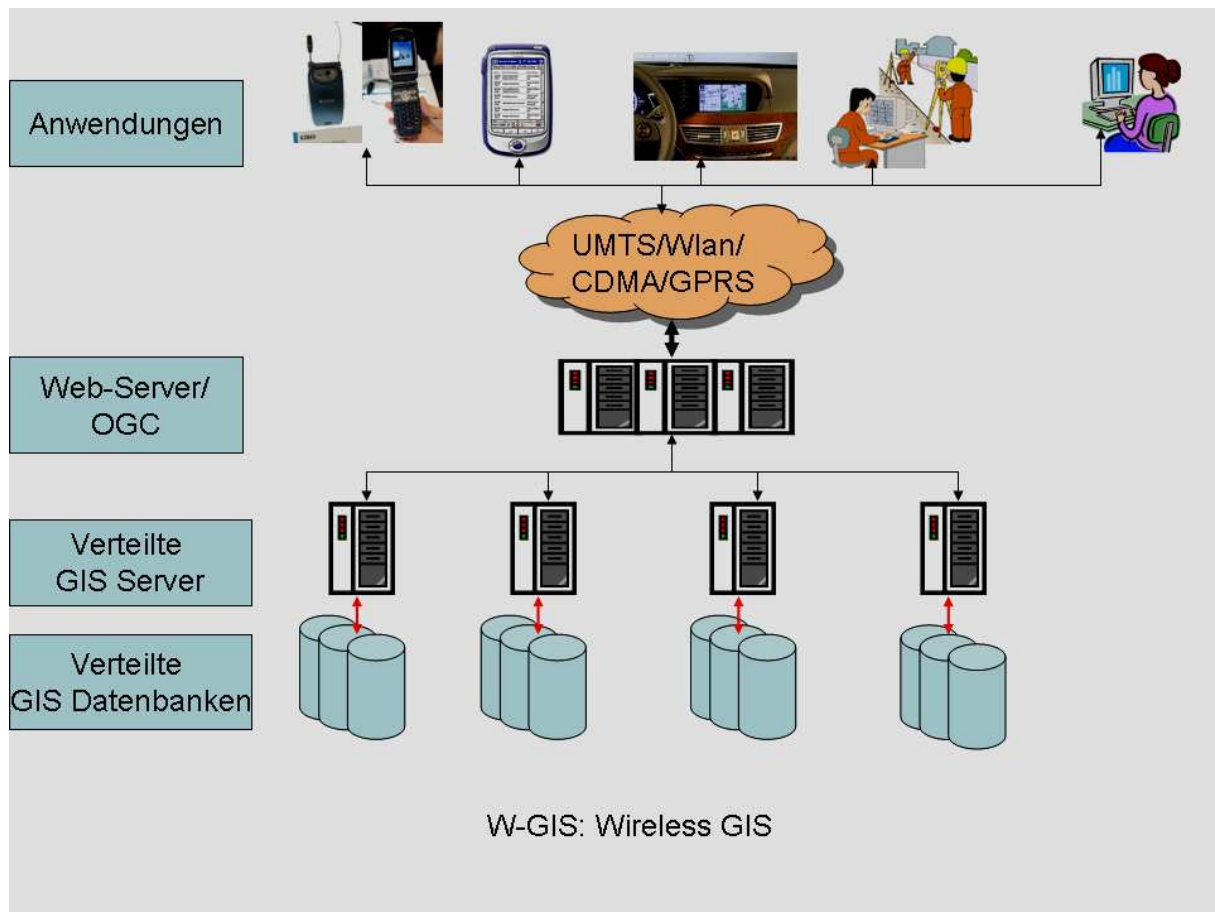 Anwendungen
UMTS/Wlan/
CDMA/GPRS
Web-Server/
OGC
Verteilte
GIS Server
Verteilte
GIS Datenbanken
W-GIS: Wireless GIS